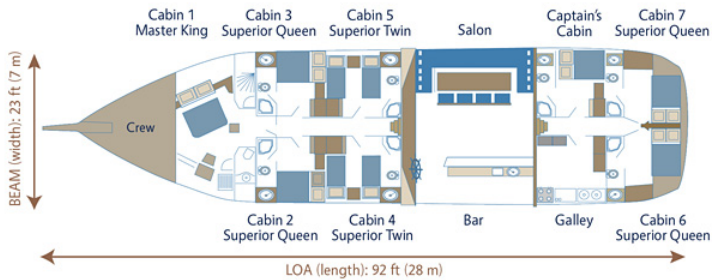 Cabin 1
Master King
Cabin 3
Superior Queen
Cabin 5
Superior Twin
Salon
Captain's
Cabin
Cabin 7
Superior Queen
BEAM (width): 23 ft (7 m)
Crew
Cabin 2
Superior Queen
Cabin 4
Superior Twin
Bar
Galley
Cabin 6
Superior Queen
LOA (length): 92 ft (28 m)